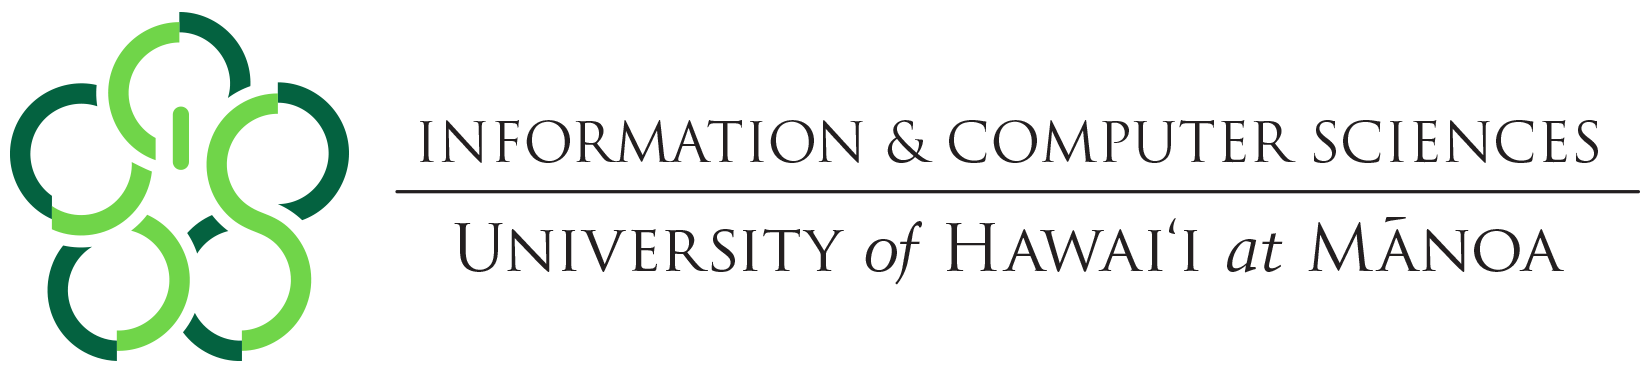 INFORMATION & COMPUTER SCIENCES
UNIVERSITY of HAWAIʻI at MĀNOA